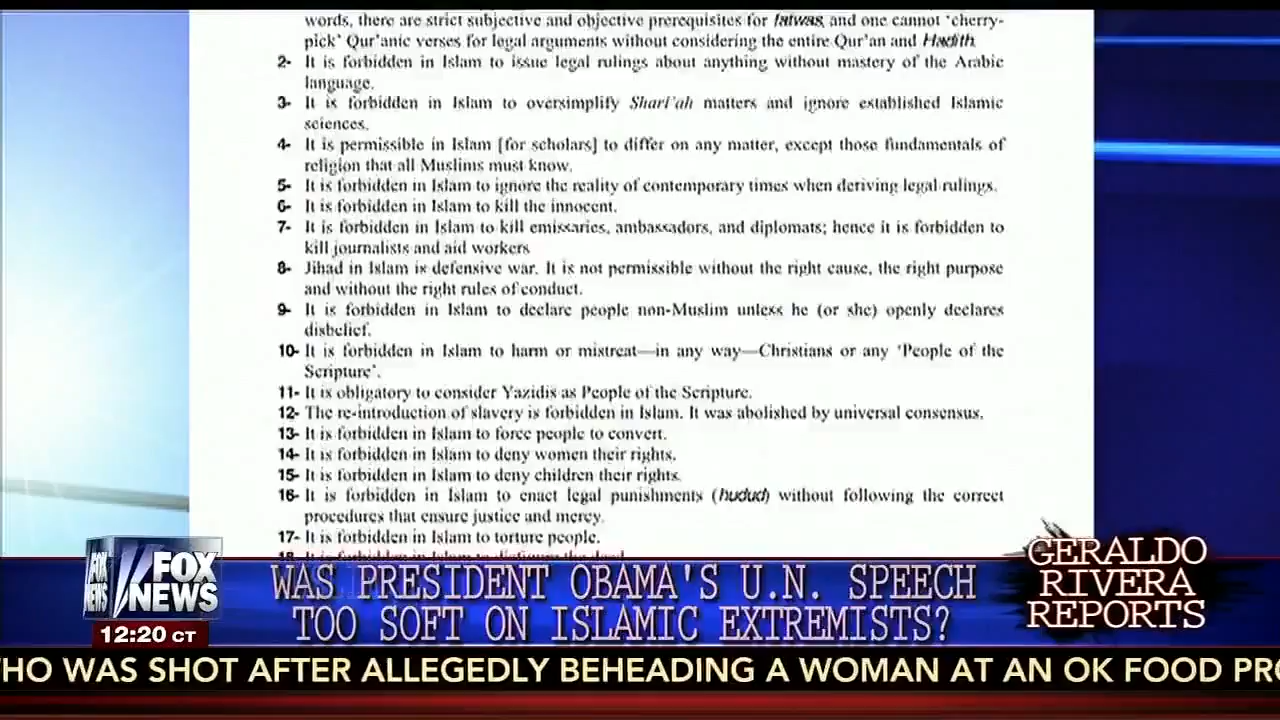 words, there are strict subjective and objective prerequisites for fatwas, and one cannot 'cherry-
pick' Qur'anic verses for legal arguments without considering the entire Qur'an and Hadith.
2- It is forbidden in Islam to issue legal rulings about anything without mastery of the Arabic
language.
3- It is forbidden in Islam to oversimplify Shari'ah matters and ignore established Islamic
sciences.
4- It is permissible in Islam [for scholars] to differ on any matter, except those fundamentals of
religion that all Muslims must know.
5- It is forbidden in Islam to ignore the reality of contemporary times when deriving legal rulings.
6- It is forbidden in Islam to kill the innocent.
7- It is forbidden in Islam to kill emissaries, ambassadors, and diplomats; hence it is forbidden to
kill journalists and aid workers
8- Jihad in Islam is defensive war. It is not permissible without the right cause, the right purpose
and without the right rules of conduct.
9- It is forbidden in Islam to declare people non-Muslim unless he (or she) openly declares
disbelief.
10- It is forbidden in Islam to harm or mistreat—in any way—Christians or any 'People of the
Scripture'.
11- It is obligatory to consider Yazidis as People of the Scripture.
12- The re-introduction of slavery is forbidden in Islam. It was abolished by universal consensus.
13- It is forbidden in Islam to force people to convert.
14- It is forbidden in Islam to deny women their rights.
15- It is forbidden in Islam to deny children their rights.
16- It is forbidden in Islam to enact legal punishments (hudud) without following the correct
procedures that ensure justice and mercy.
17- It is forbidden in Islam to torture people.
18- It is forbidden in Islam to disfigure the dead
WAS PRESIDENT OBAMA'S U.N. SPEECH
TOO SOFT ON ISLAMIC EXTREMISTS?
FOX
NEWS
FOX
NEWS
12:20 CT
GERALDO
RIVERA
REPORTS
HO WAS SHOT AFTER ALLEGEDLY BEHEADING A WOMAN AT AN OK FOOD PRO